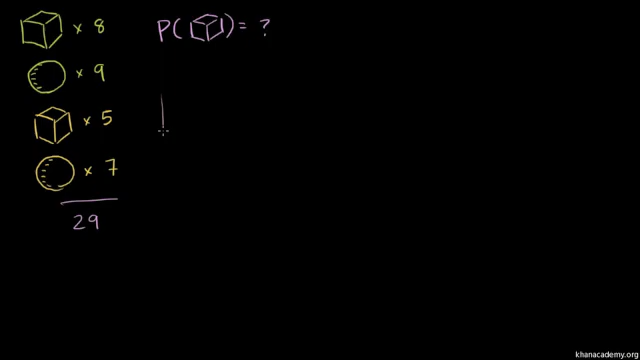 × 8
P( ) = ?
× 9
× 5
× 7
29
khanacademy.org